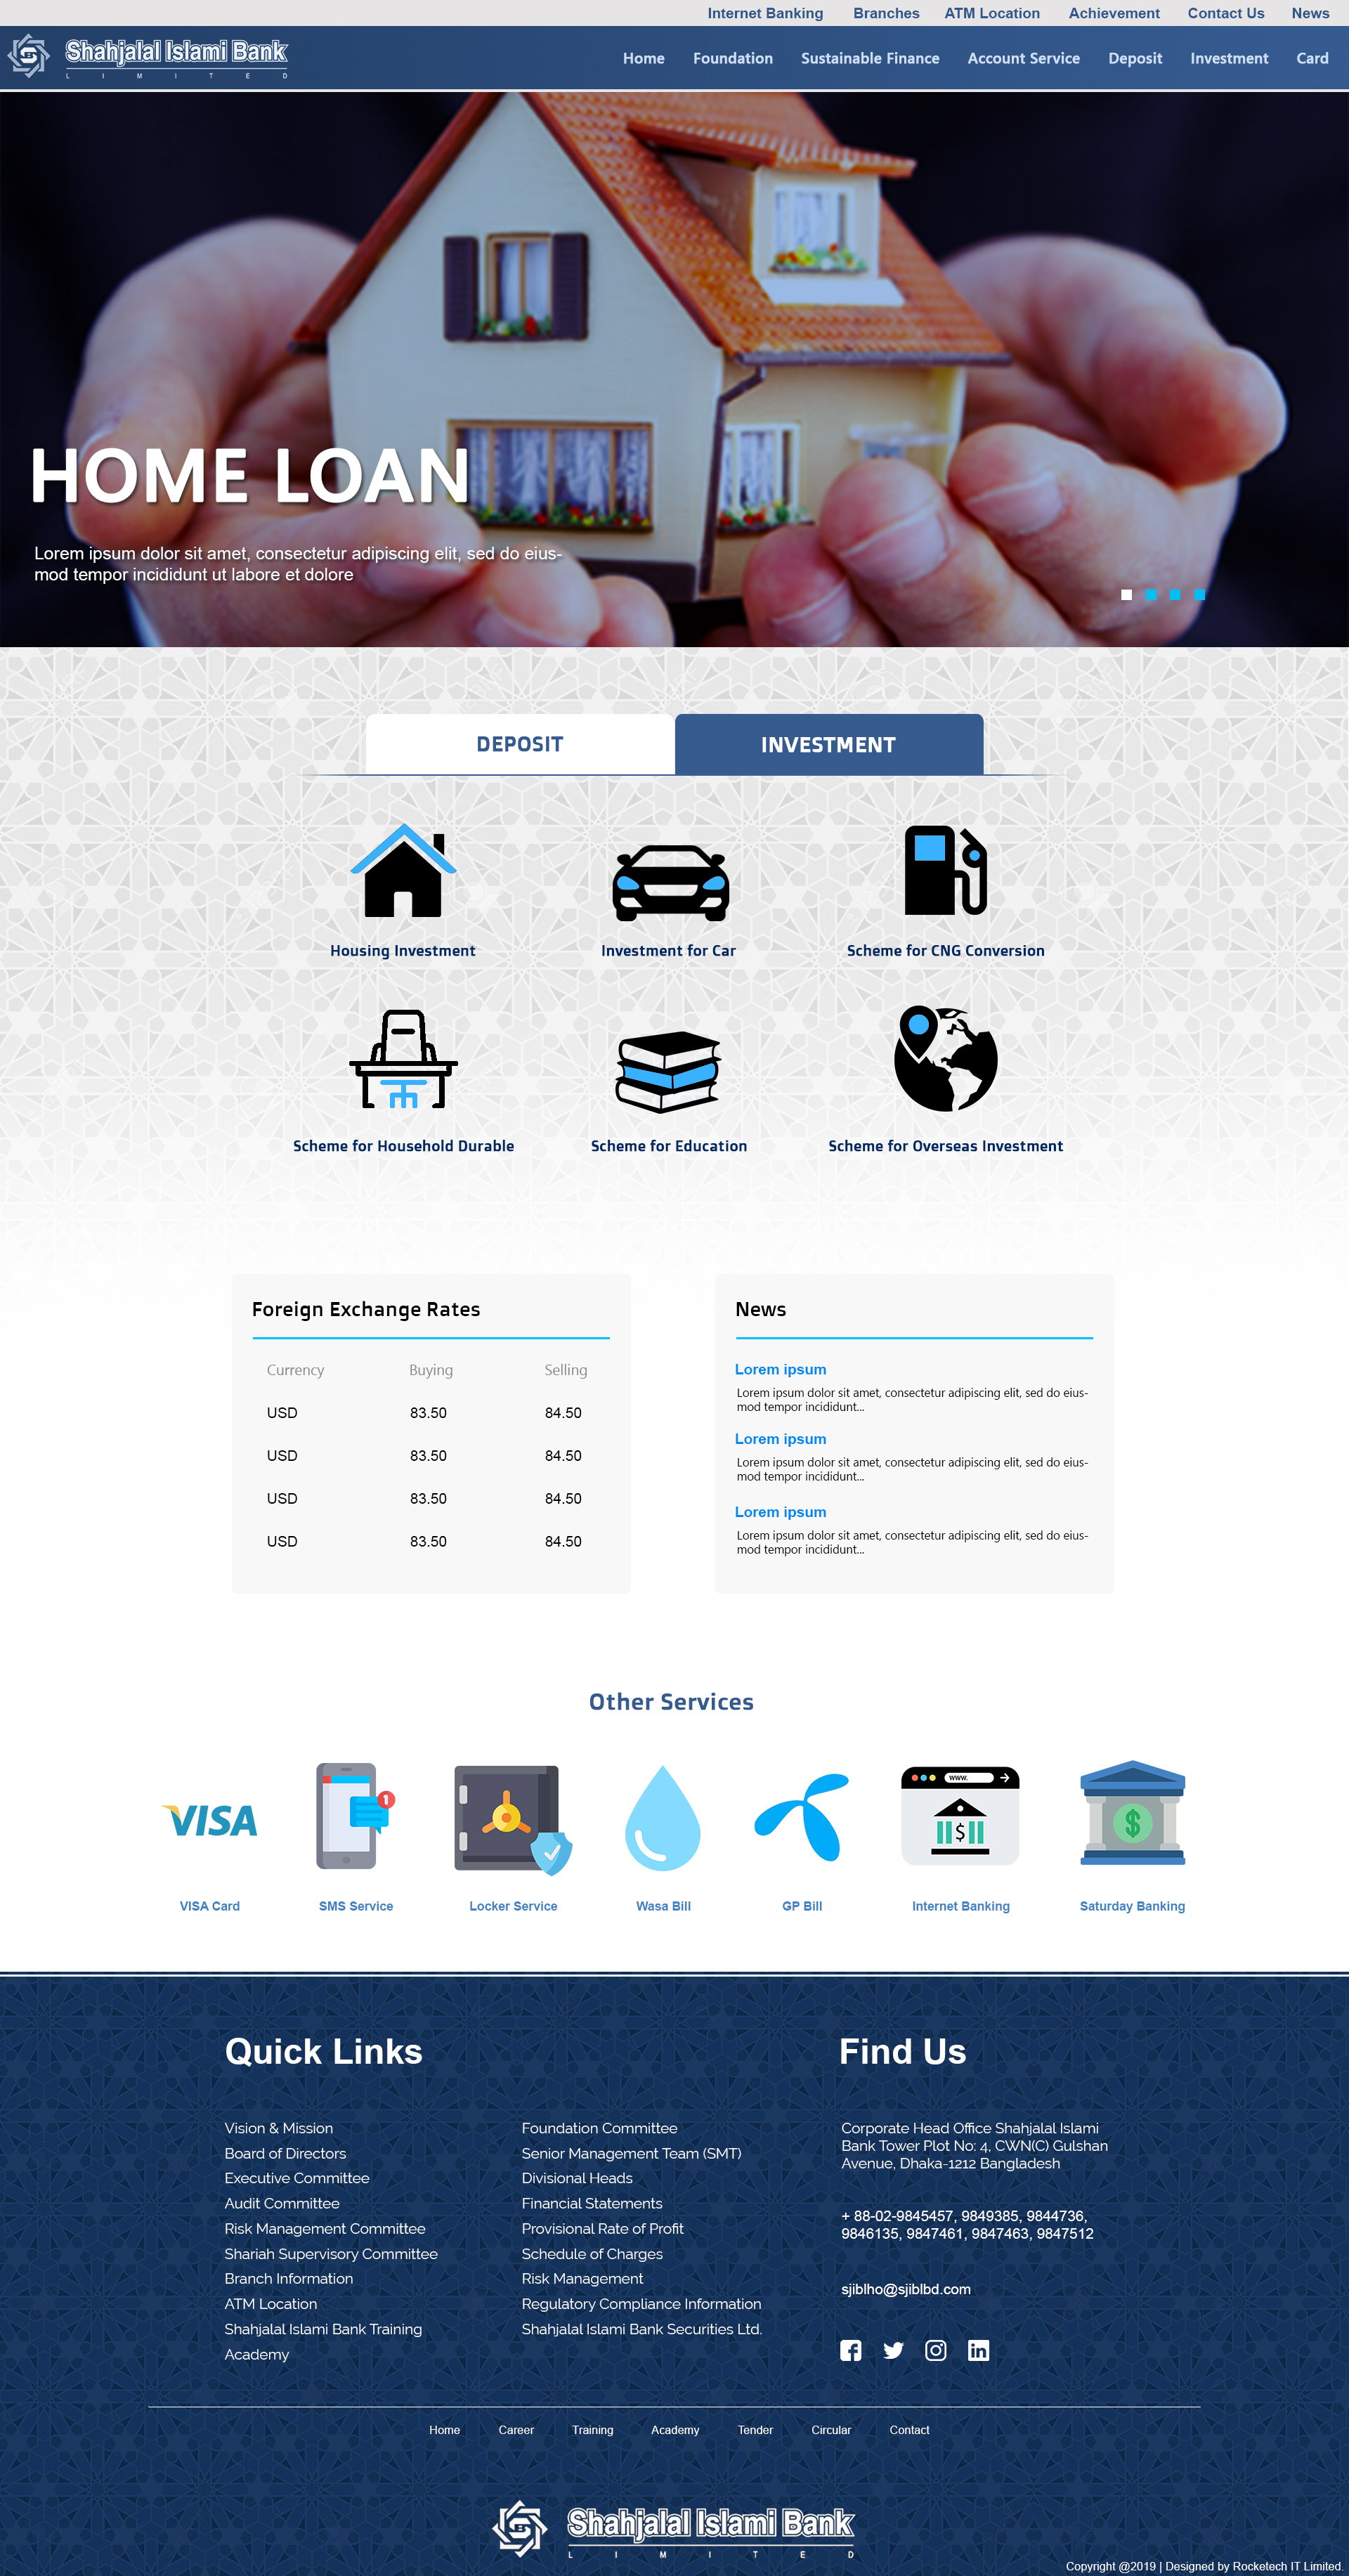 Internet Banking Branches ATM Location Achievement Contact Us News
Shahjalal Islami Bank
LIMITED
Home Foundation Sustainable Finance Account Service Deposit Investment Card
HOME LOAN
Lorem ipsum dolor sit amet, consectetur adipiscing elit, sed do eius-
mod tempor incididunt ut labore et dolore
DEPOSIT INVESTMENT
Housing Investment Investment for Car Scheme for CNG Conversion
Scheme for Household Durable Scheme for Education Scheme for Overseas Investment
Foreign Exchange Rates
Currency Buying Selling
USD 83.50 84.50
USD 83.50 84.50
USD 83.50 84.50
USD 83.50 84.50
News
Lorem ipsum
Lorem ipsum dolor sit amet, consectetur adipiscing elit, sed do eius-
mod tempor incididunt...
Lorem ipsum
Lorem ipsum dolor sit amet, consectetur adipiscing elit, sed do eius-
mod tempor incididunt...
Lorem ipsum
Lorem ipsum dolor sit amet, consectetur adipiscing elit, sed do eius-
mod tempor incididunt...
Other Services
VISA
1
www.
$
$
VISA Card SMS Service Locker Service Wasa Bill GP Bill Internet Banking Saturday Banking
Quick Links
Vision & Mission
Board of Directors
Executive Committee
Audit Committee
Risk Management Committee
Shariah Supervisory Committee
Branch Information
ATM Location
Shahjalal Islami Bank Training
Academy
Foundation Committee
Senior Management Team (SMT)
Divisional Heads
Financial Statements
Provisional Rate of Profit
Schedule of Charges
Risk Management
Regulatory Compliance Information
Shahjalal Islami Bank Securities Ltd.
Find Us
Corporate Head Office Shahjalal Islami
Bank Tower Plot No: 4, CWN(C) Gulshan
Avenue, Dhaka-1212 Bangladesh
+ 88-02-9845457, 9849385, 9844736,
9846135, 9847461, 9847463, 9847512
sjiblho@sjiblbd.com
Home Career Training Academy Tender Circular Contact
Shahjalal Islami Bank
LIMITED
Copyright @2019 | Designed by Rocketech IT Limited.